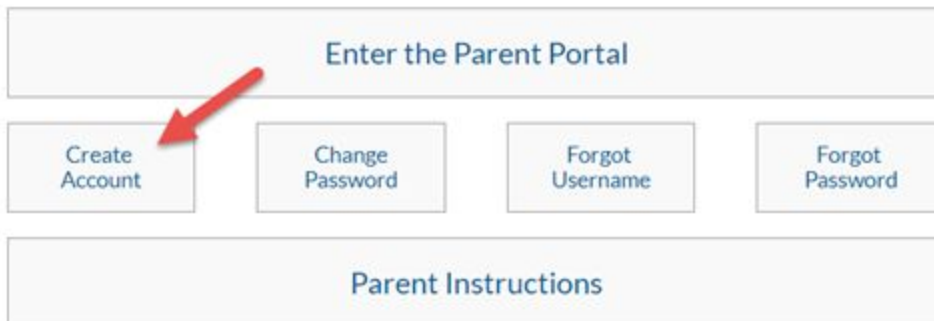 Enter the Parent Portal
Create
Account
Change
Password
Forgot
Username
Forgot
Password
Parent Instructions